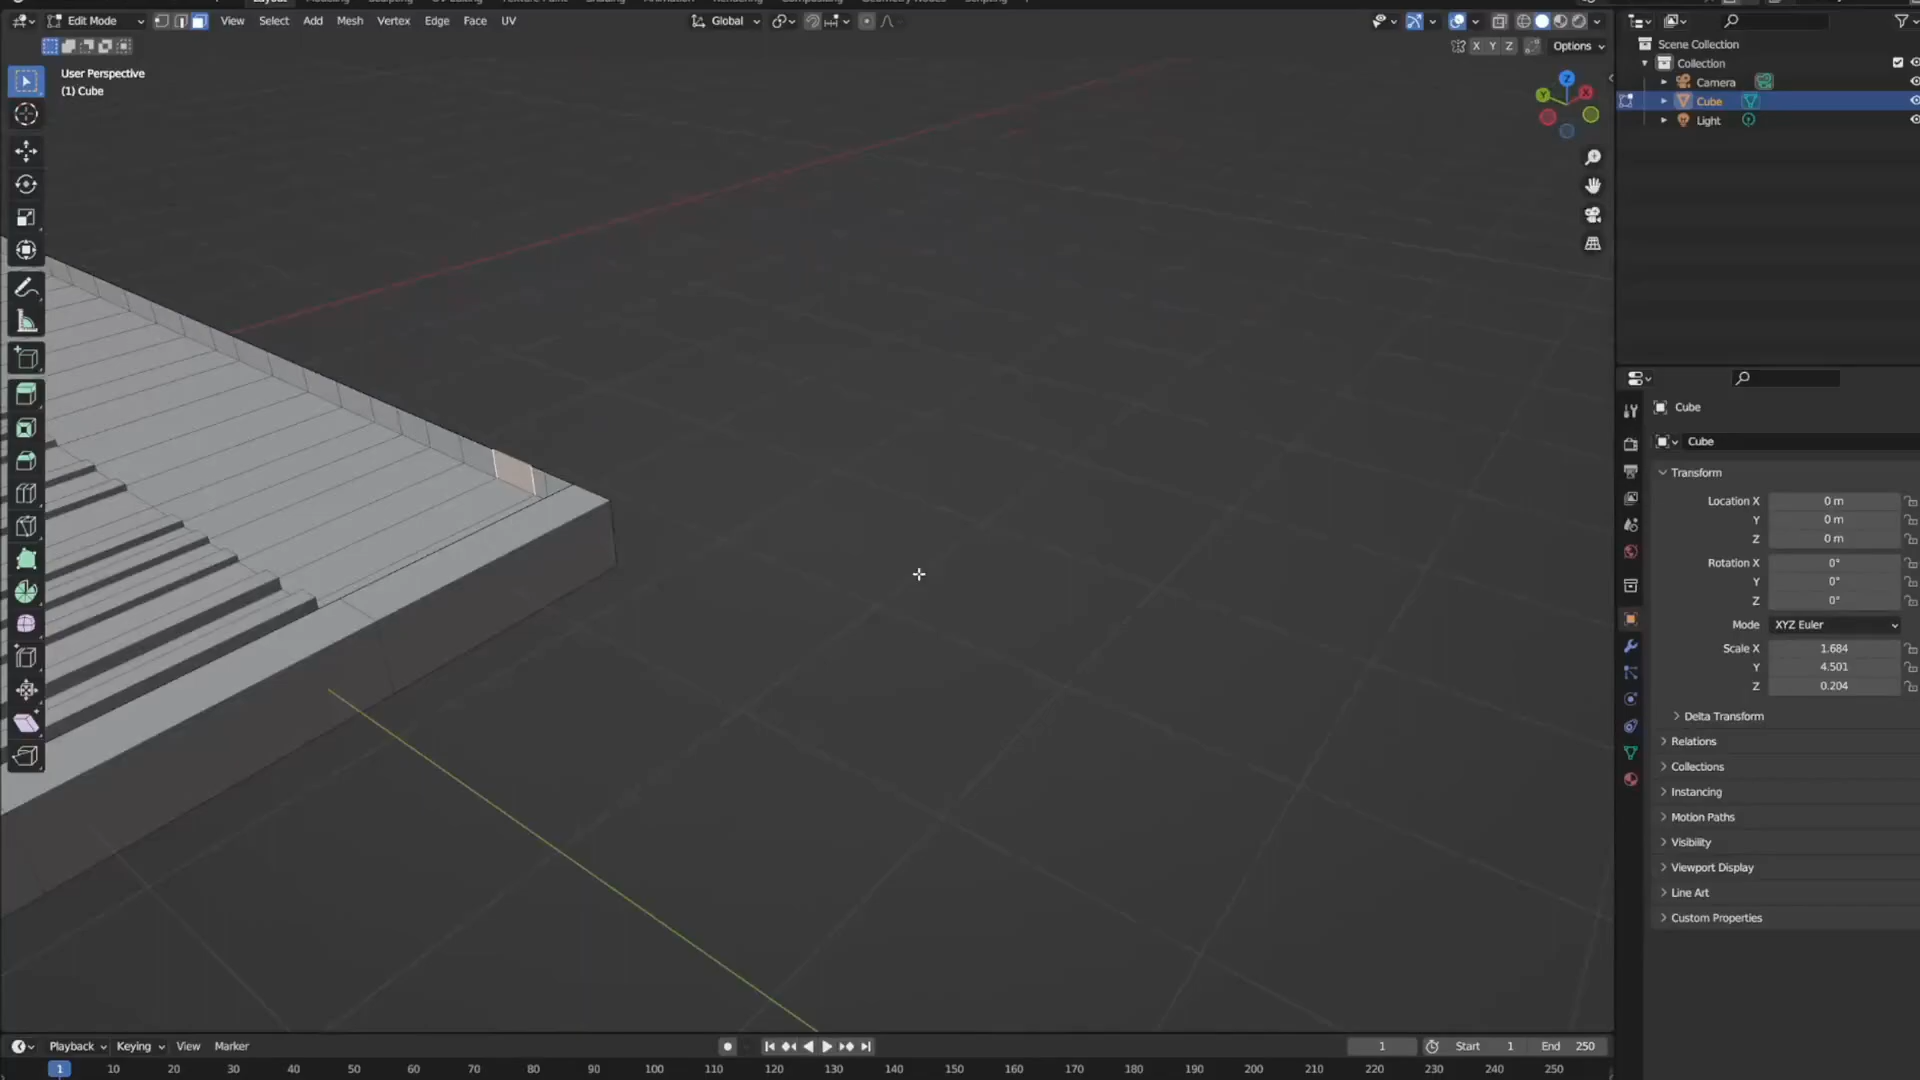 Edit Mode View Select Add Mesh Vertex Edge Face UV Global
X Y Z Options
User Perspective
(1) Cube
Z
Y
X
Scene Collection
Collection
Camera
Cube
Light
Cube
Cube
Transform
Location X 0 m
Y 0 m
Z 0 m
Rotation X 0°
Y 0°
Z 0°
Mode XYZ Euler
Scale X 1.684
Y 4.501
Z 0.204
Delta Transform
Relations
Collections
Instancing
Motion Paths
Visibility
Viewport Display
Line Art
Custom Properties
Playback Keying View Marker 1 Start 1 End 250
1 10 20 30 40 50 60 70 80 90 100 110 120 130 140 150 160 170 180 190 200 210 220 230 240 250